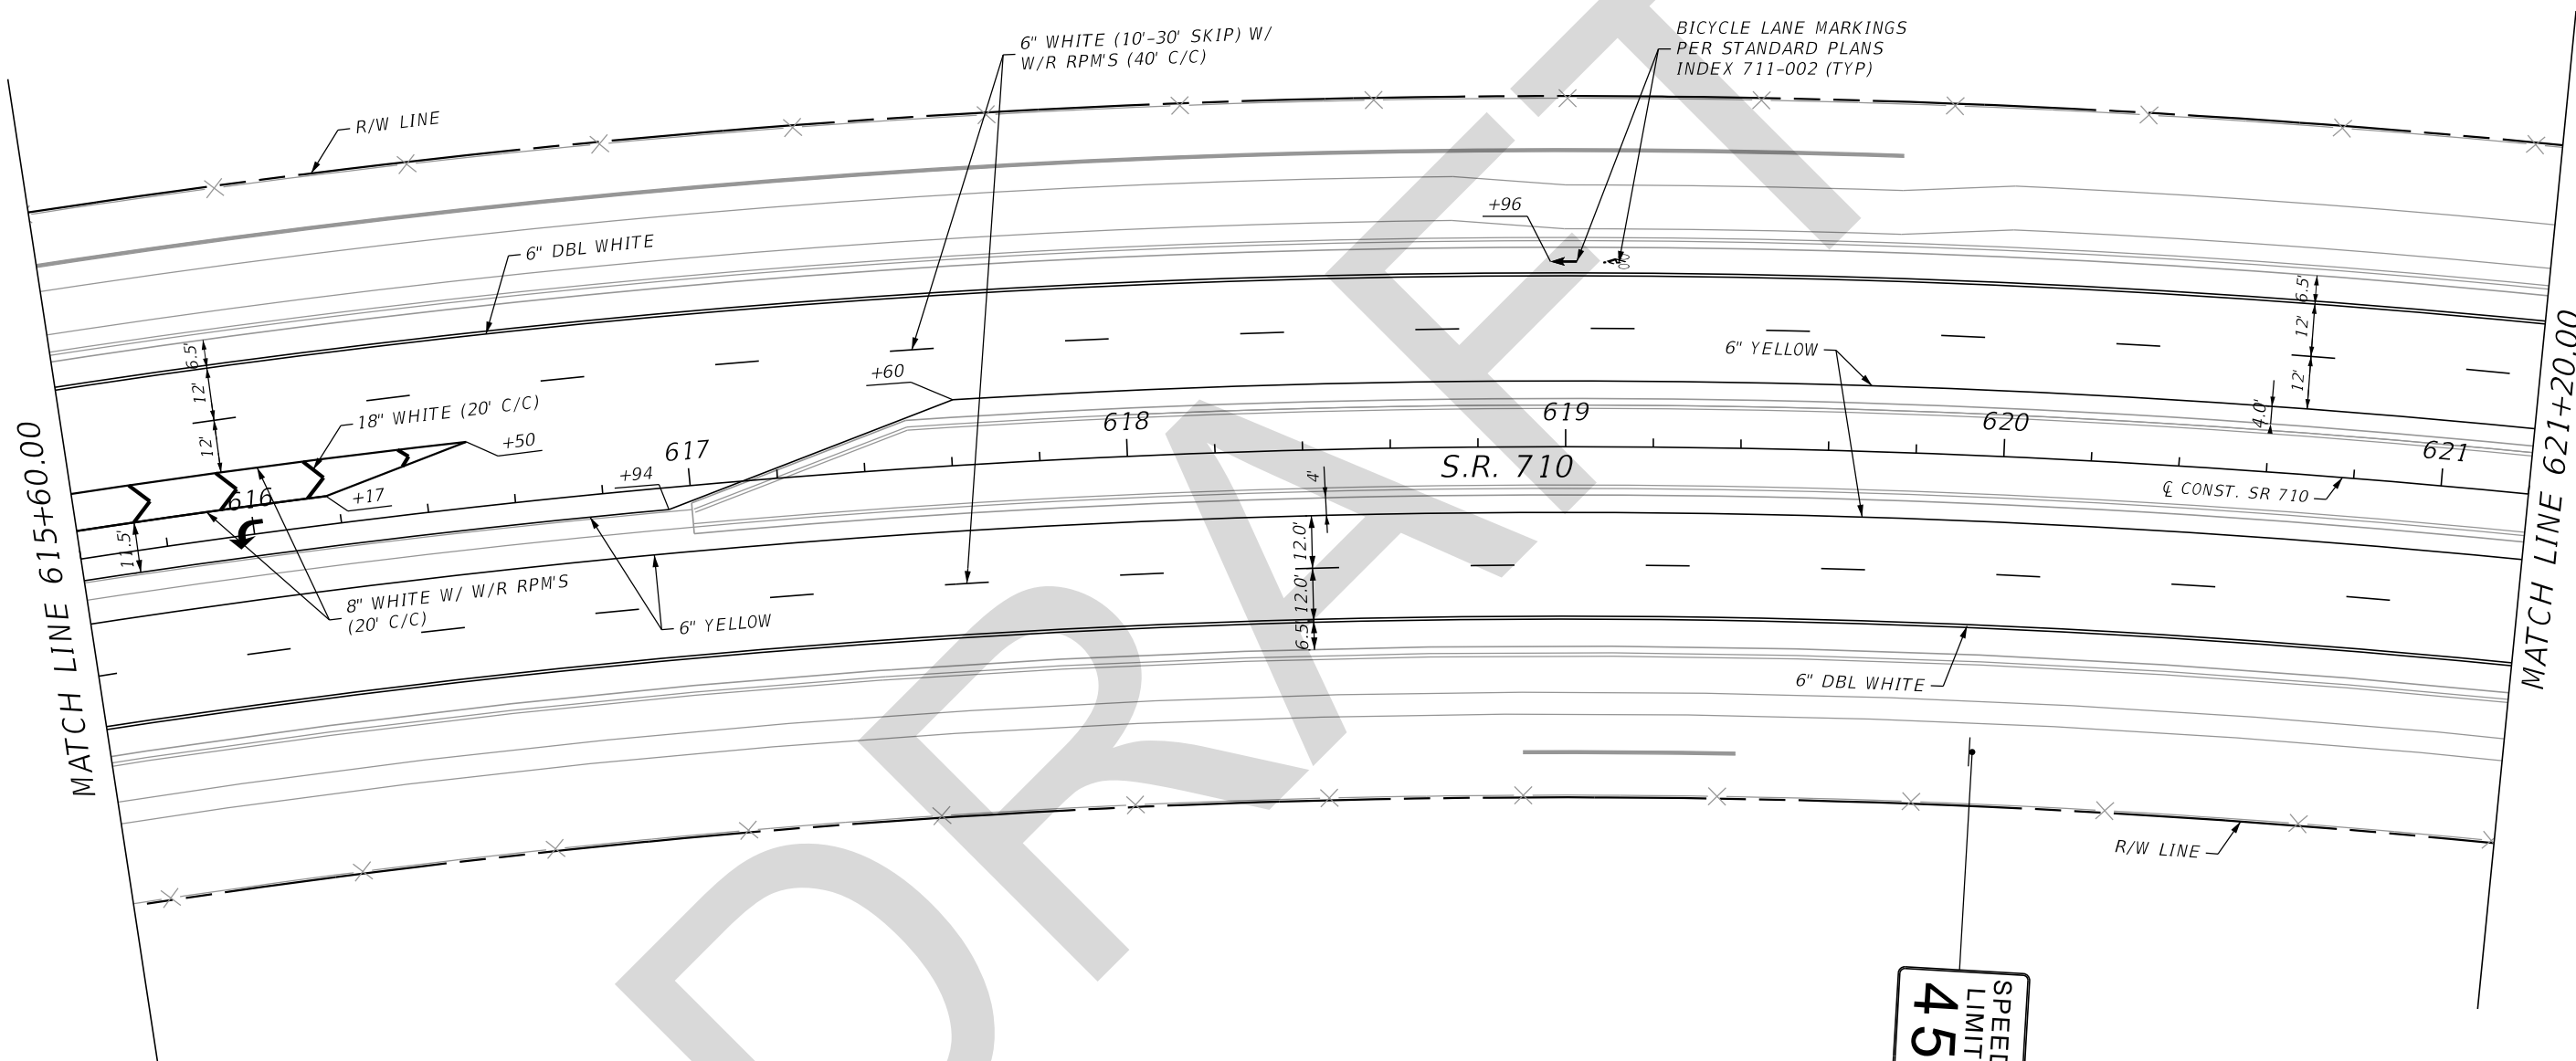 6" WHITE (10'-30' SKIP) W/
W/R RPM'S (40' C/C)
BICYCLE LANE MARKINGS
PER STANDARD PLANS
INDEX 711-002 (TYP)
R/W LINE
+96
6" DBL WHITE
6.5'
12'
12'
6.5'
12'
12'
4.0'
6" YELLOW
+60
18" WHITE (20' C/C)
+50
+94
+17
616
617
618
619
620
621
S.R. 710
℄ CONST. SR 710
4'
12.0'
12.0'
6.5'
11.5'
8" WHITE W/ W/R RPM'S
(20' C/C)
6" YELLOW
6" DBL WHITE
R/W LINE
MATCH LINE 615+60.00
MATCH LINE 621+20.00
SPEED
LIMIT
45
DRAFT